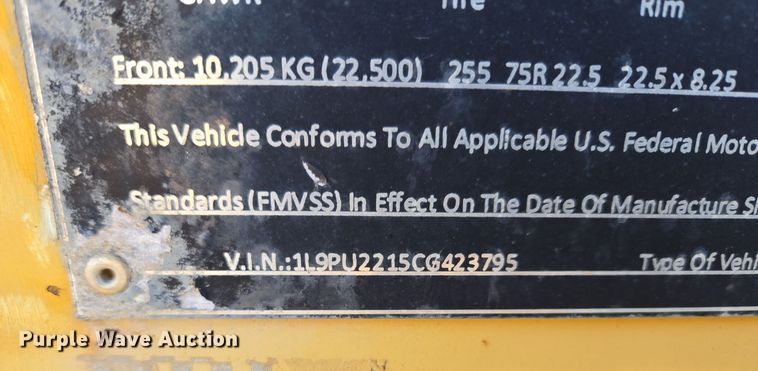 GAWR Tire Rim
Front: 10,205 KG (22,500) 255 75R 22.5 22.5 x 8.25
This Vehicle Conforms To All Applicable U.S. Federal Moto
Standards (FMVSS) In Effect On The Date Of Manufacture S
V.I.N.:1L9PU2215CG423795 Type Of Vehi
Purple Wave Auction